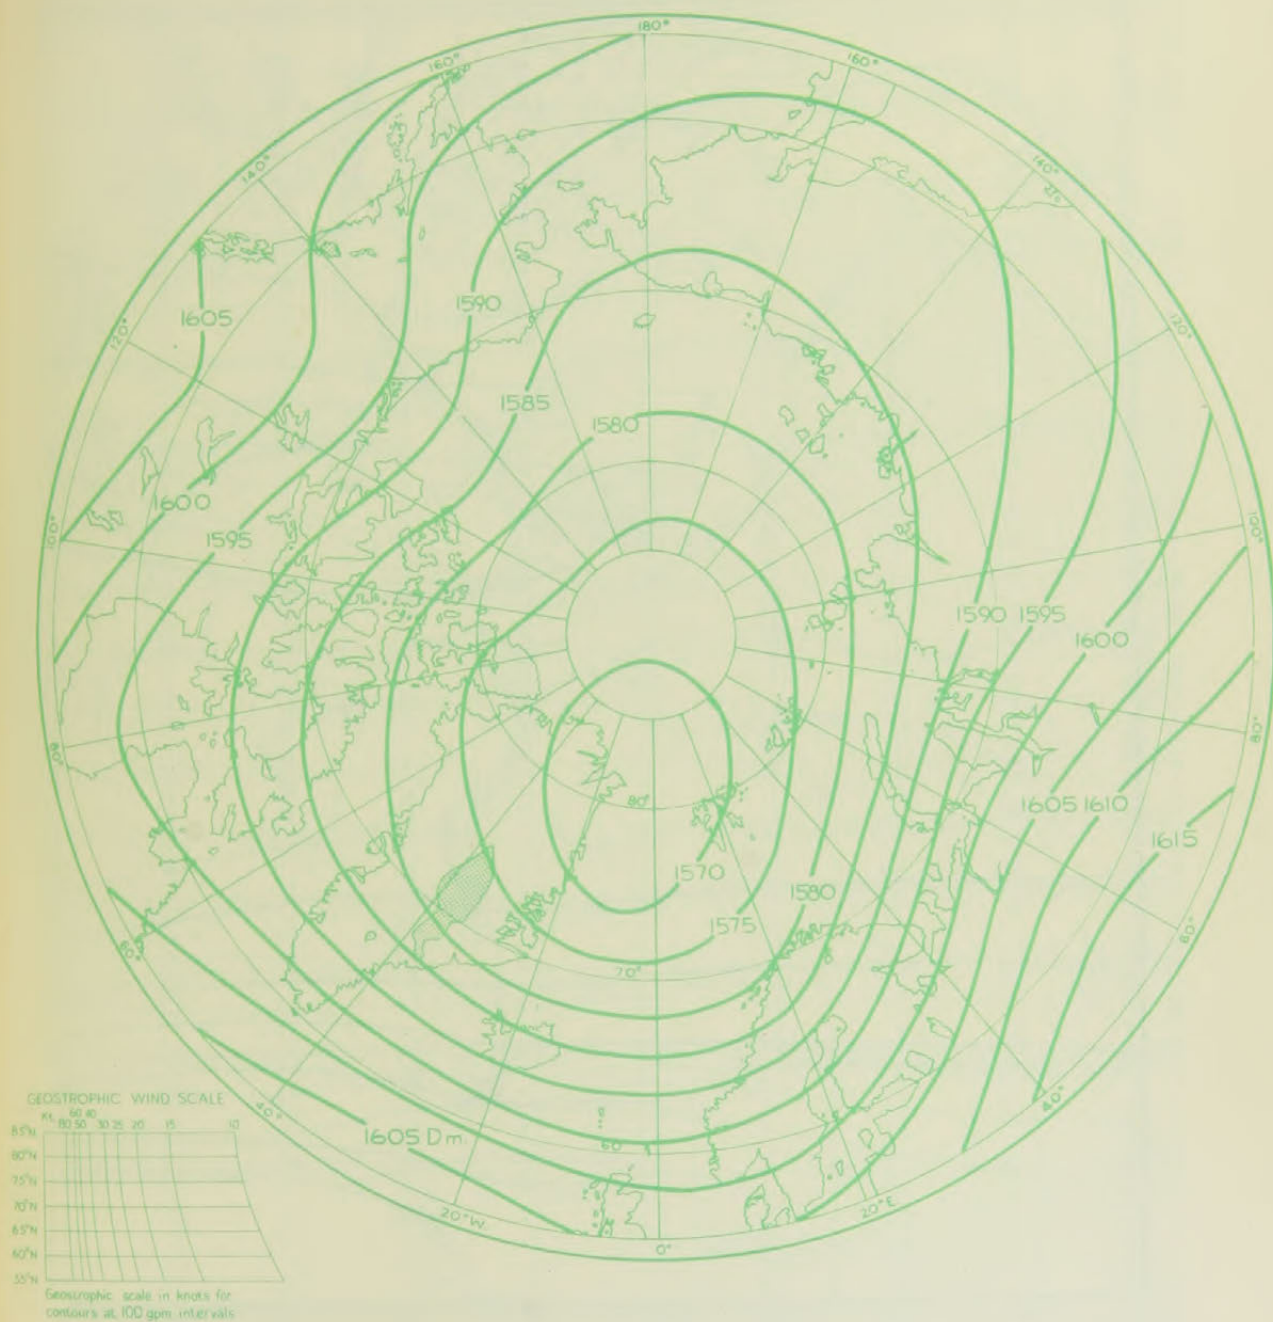 180°
160°
160°
140°
140°
120°
120°
100°
100°
80°
80°
60°
60°
40°
40°
20°W.
20°E
0°
80°
70°
60
1605
1590
1585
1580
1600
1595
1590 1595
1600
1605 1610
1615
1570
1580
1575
1605 Dm.
GEOSTROPHIC WIND SCALE
Kt. 80 60 50 40 30 25 20 15 10
85°N
80°N
75°N
70°N
65°N
60°N
55°N
Geostrophic scale in knots for
contours at 100 gpm intervals